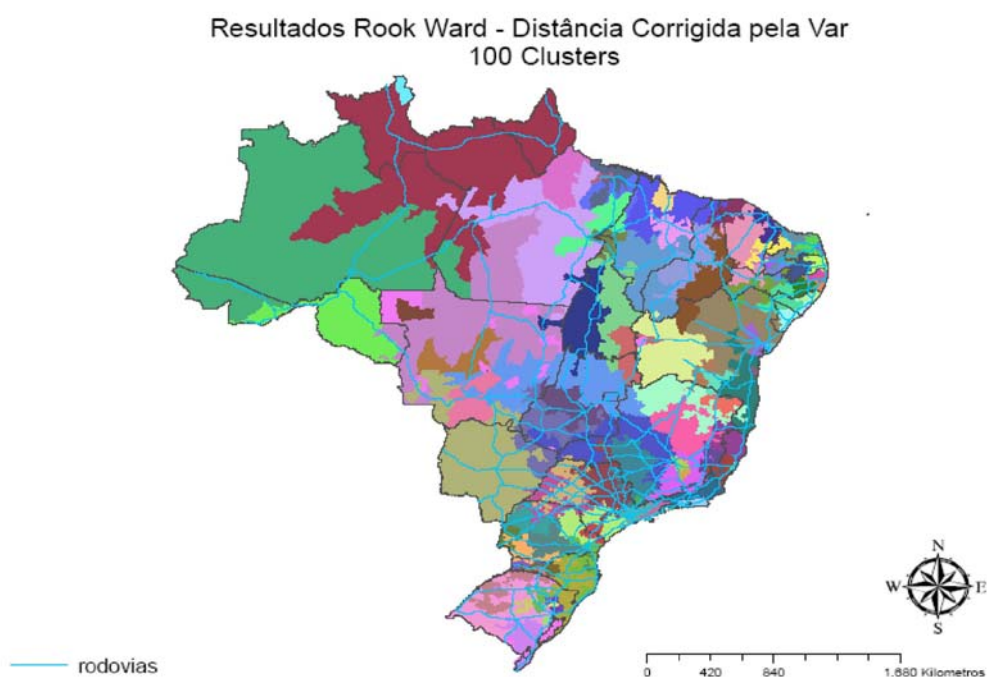 Resultados Rook Ward - Distância Corrigida pela Var
100 Clusters
N
W E
S
rodovias
0 420 840 1.680 Kilometros